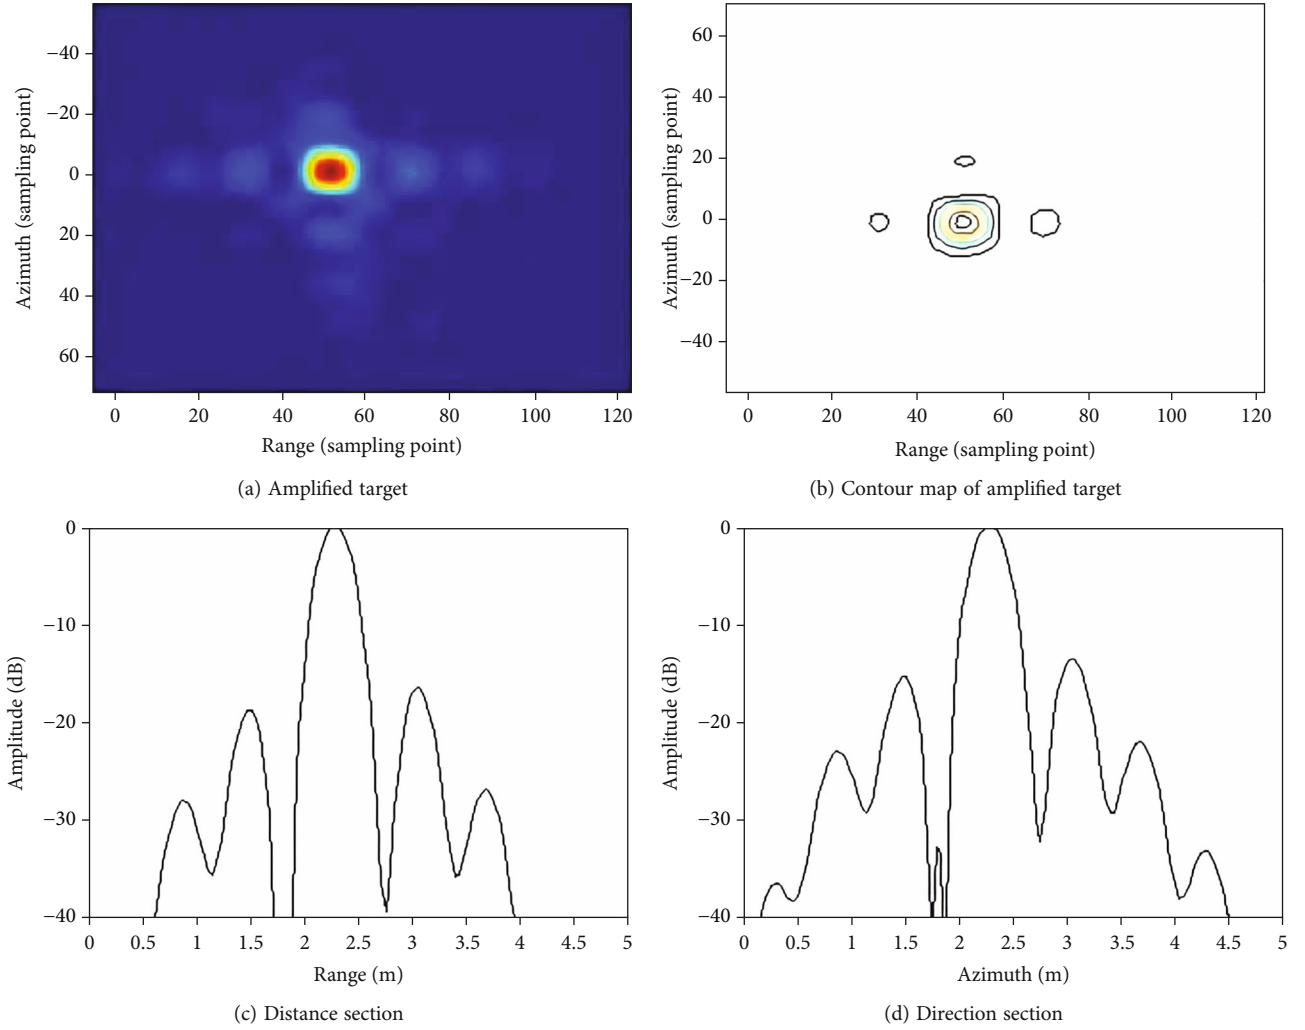 −40
−20
0
20
40
60
Azimuth (sampling point)
0 20 40 60 80 100 120
Range (sampling point)
(a) Amplified target
60
40
20
0
−20
−40
Azimuth (sampling point)
0 20 40 60 80 100 120
Range (sampling point)
(b) Contour map of amplified target
0
−10
−20
−30
−40
Amplitude (dB)
0 0.5 1 1.5 2 2.5 3 3.5 4 4.5 5
Range (m)
(c) Distance section
0
−10
−20
−30
−40
Amplitude (dB)
0 0.5 1 1.5 2 2.5 3 3.5 4 4.5 5
Azimuth (m)
(d) Direction section